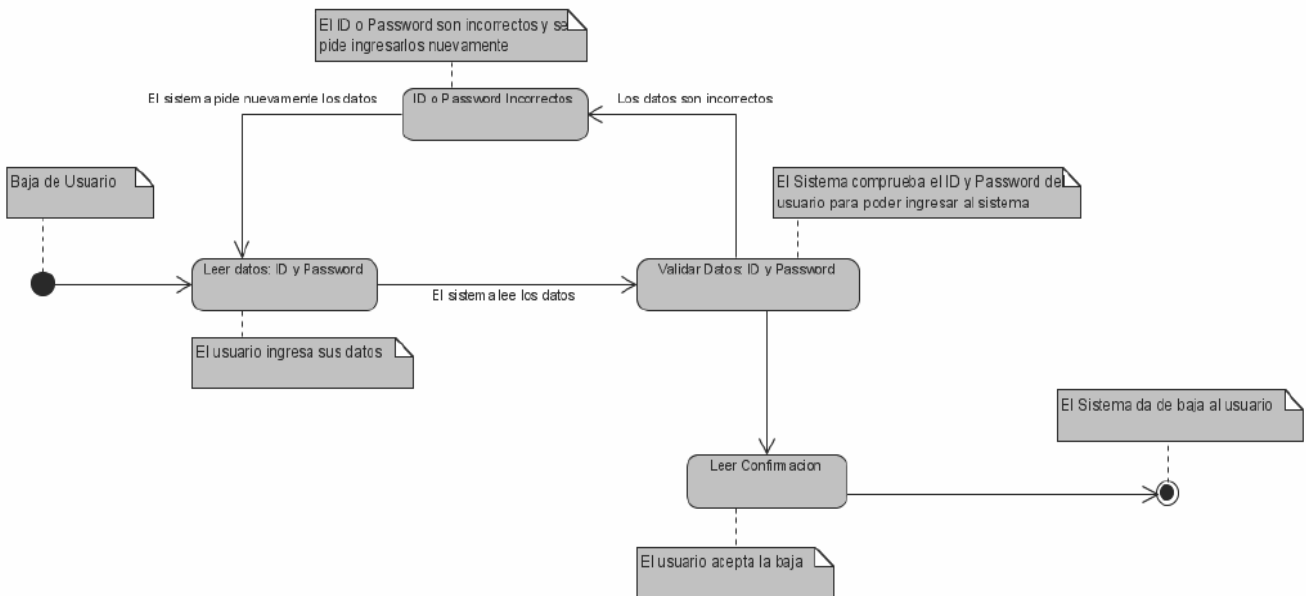 El ID o Password son incorrectos y se
pide ingresarlos nuevamente
El sistema pide nuevamente los datos
ID o Password Incorrectos
Los datos son incorrectos
Baja de Usuario
El Sistema comprueba el ID y Password de
usuario para poder ingresar al sistema
Leer datos: ID y Password
El sistema lee los datos
Validar Datos: ID y Password
El usuario ingresa sus datos
El Sistema da de baja al usuario
Leer Confirmacion
El usuario acepta la baja